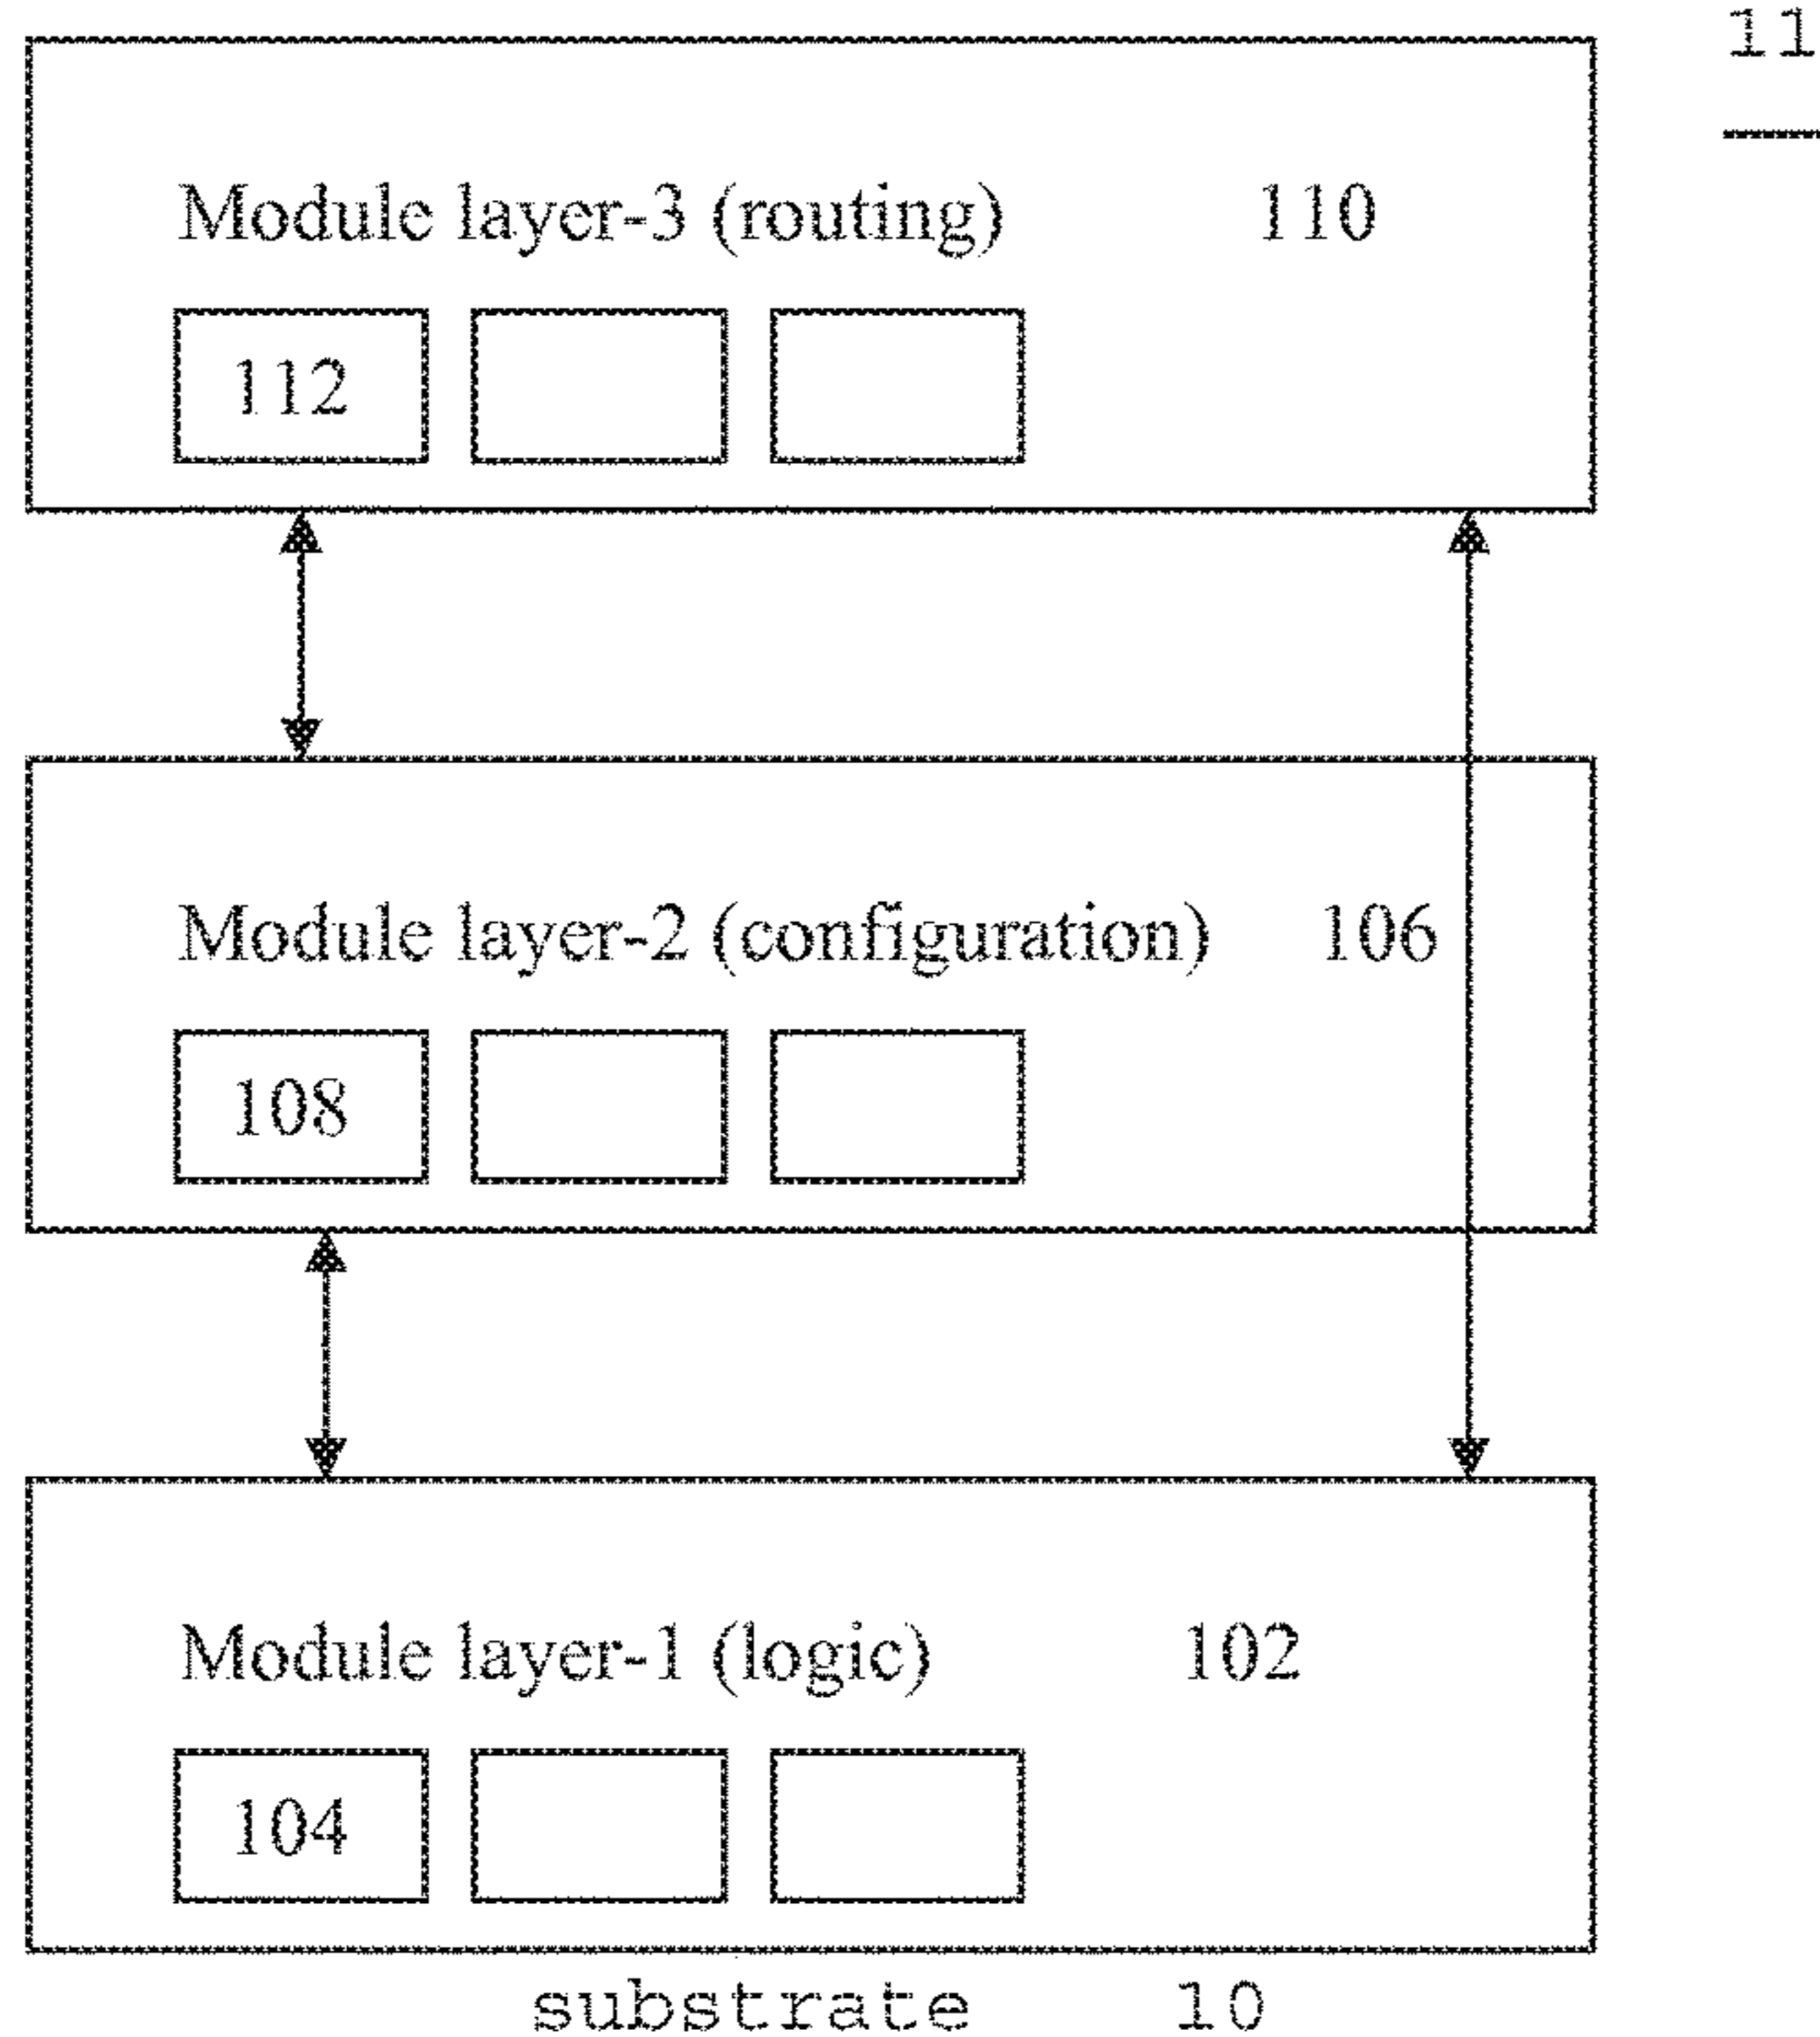 11
Module layer-3 (routing) 110
112
Module layer-2 (configuration) 106
108
Module layer-1 (logic) 102
104
substrate 10